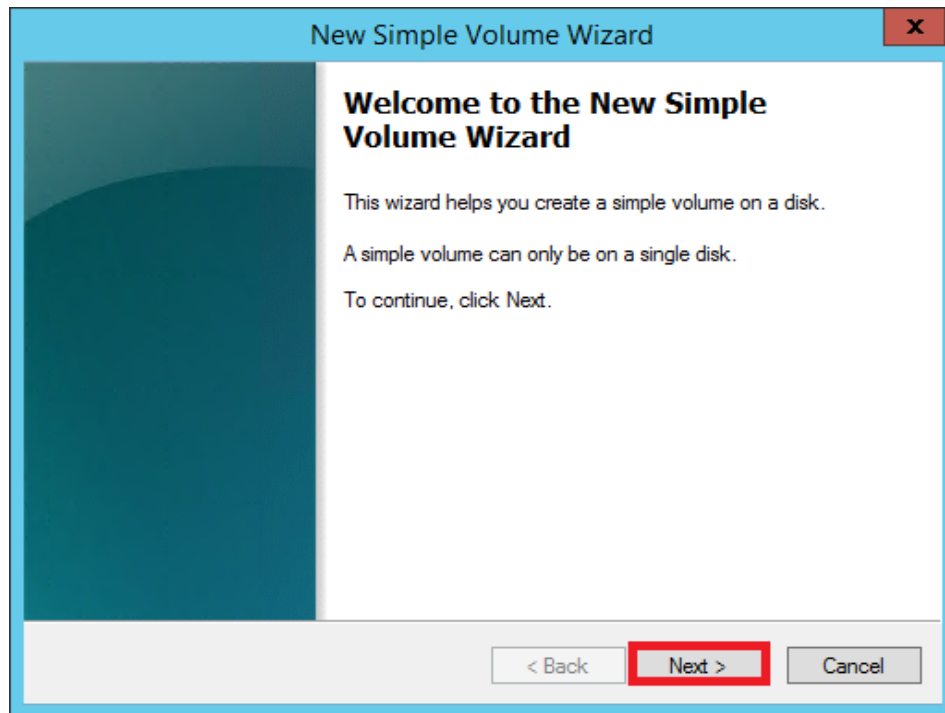 New Simple Volume Wizard
x
Welcome to the New Simple
Volume Wizard
This wizard helps you create a simple volume on a disk.
A simple volume can only be on a single disk.
To continue, click Next.
< Back
Next >
Cancel